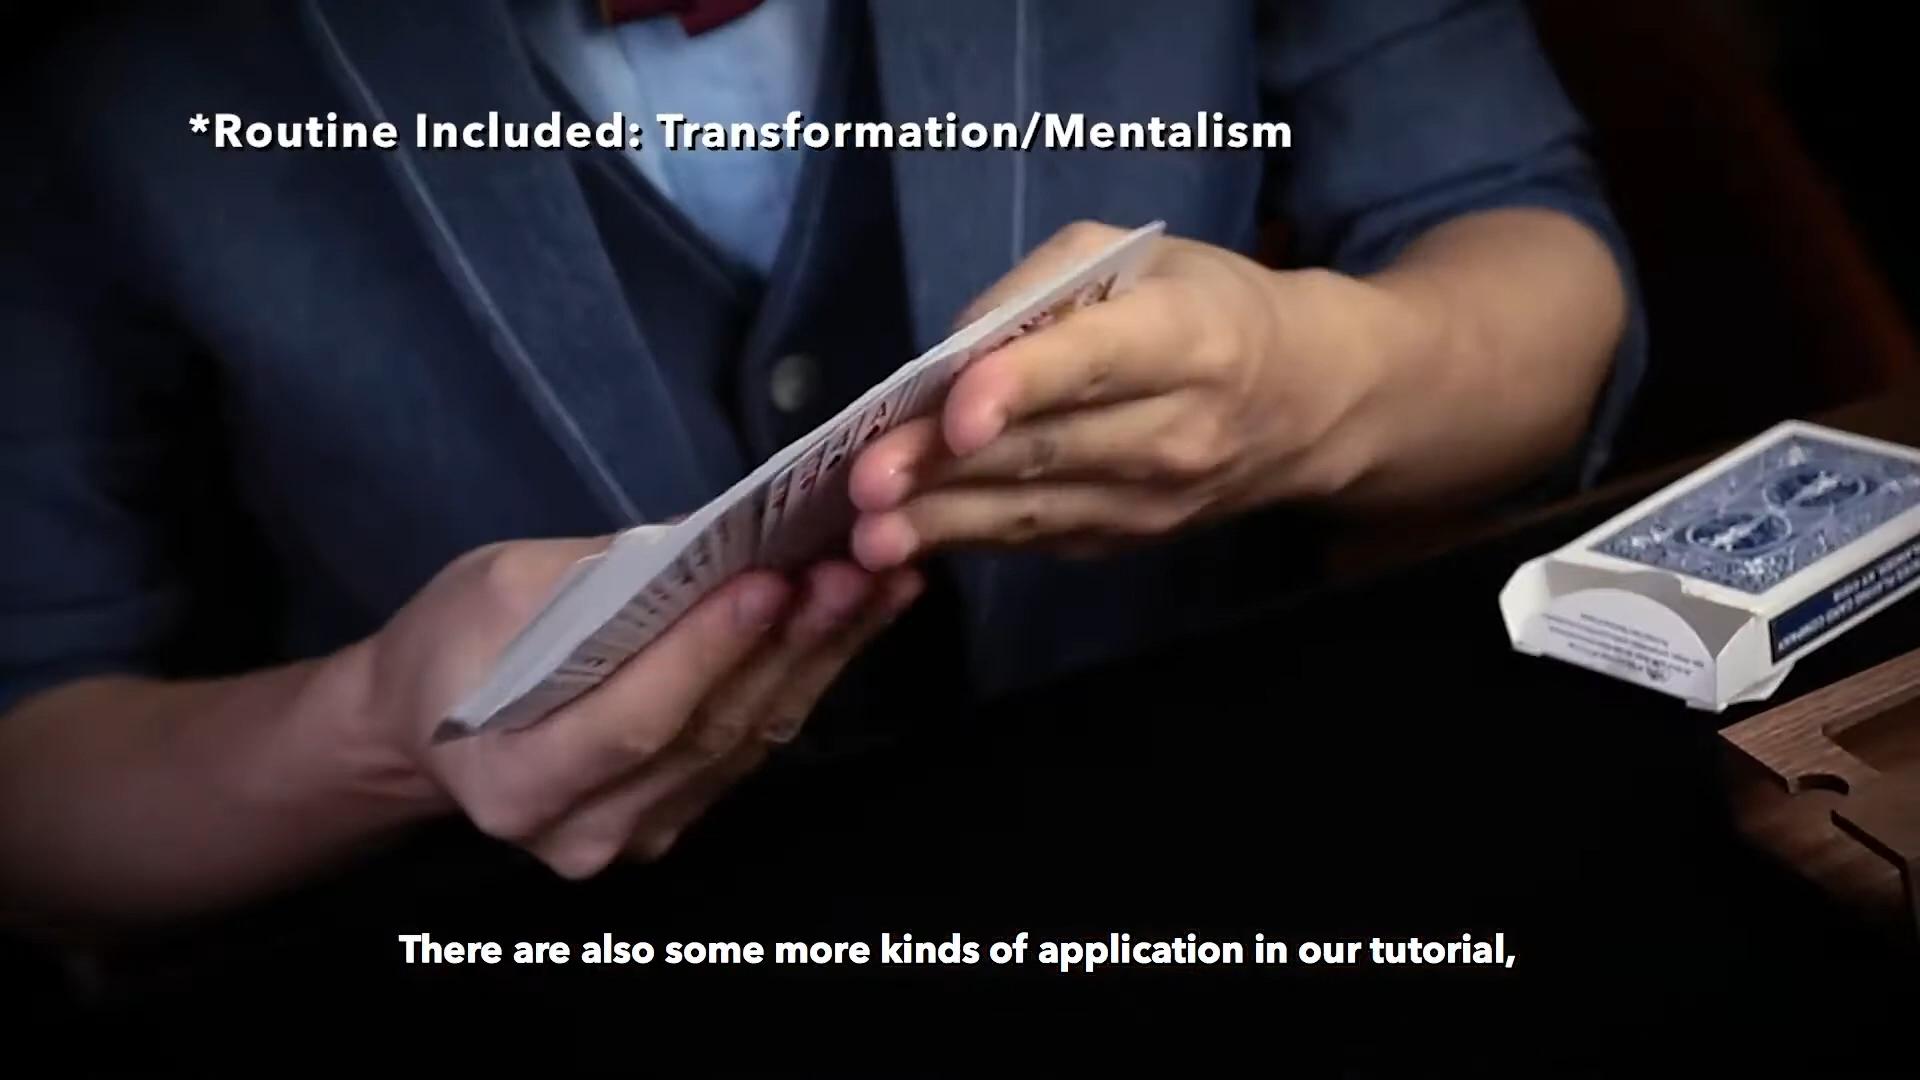 *Routine Included: Transformation/Mentalism
There are also some more kinds of application in our tutorial,